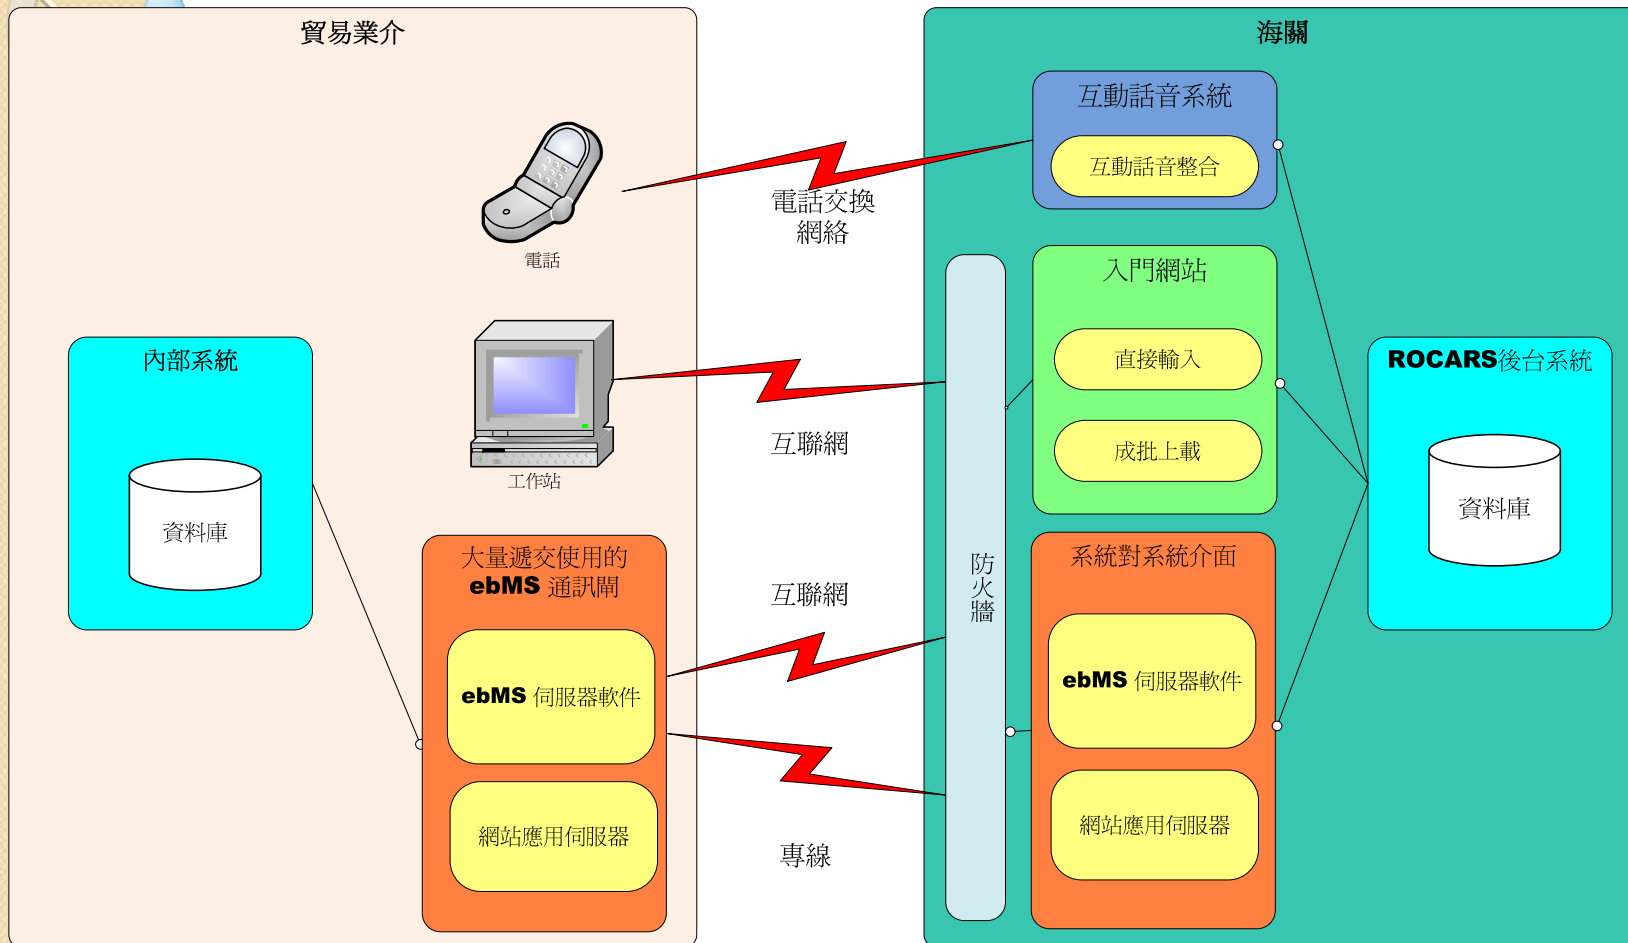 貿易業介
電話
工作站
內部系統
資料庫
大量遞交使用的
ebMS 通訊閘
ebMS 伺服器軟件
網站應用伺服器
電話交換
網絡
互聯網
互聯網
專線
海關
互動話音系統
互動話音整合
防火牆
入門網站
直接輸入
成批上載
系統對系統介面
ebMS 伺服器軟件
網站應用伺服器
ROCARS後台系統
資料庫